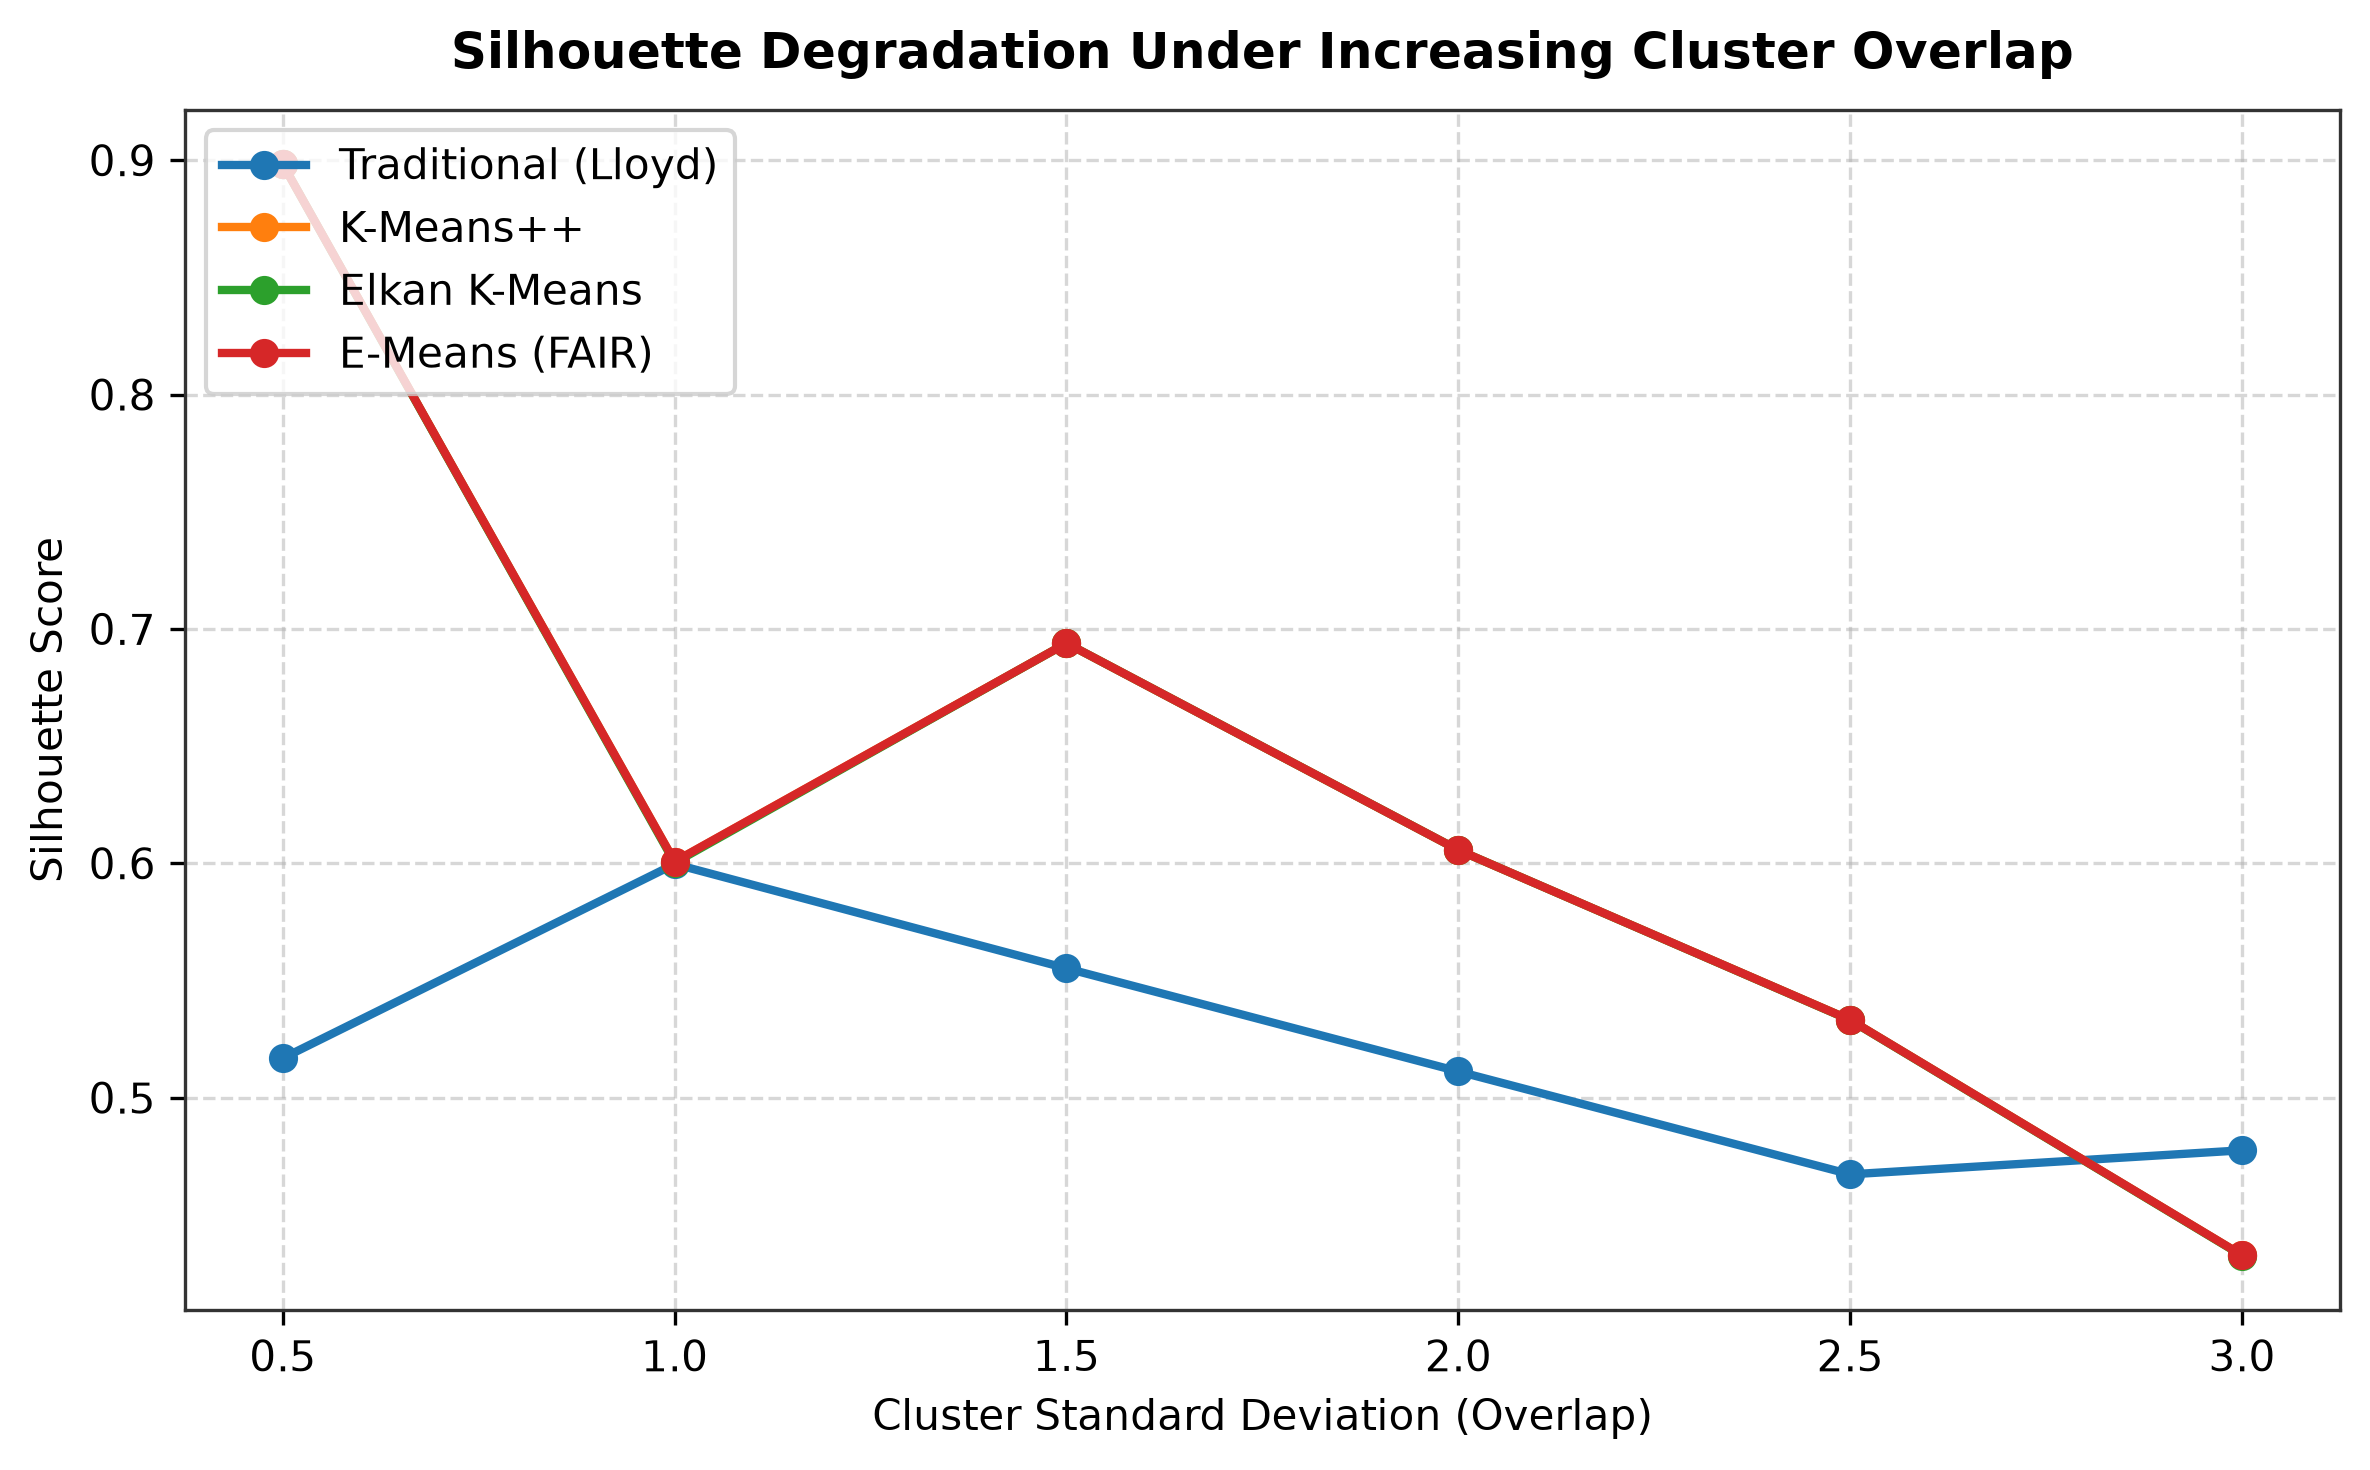 Silhouette Degradation Under Increasing Cluster Overlap
Traditional (Lloyd)
K-Means++
Elkan K-Means
E-Means (FAIR)
Silhouette Score
0.9
0.8
0.7
0.6
0.5
0.5 1.0 1.5 2.0 2.5 3.0
Cluster Standard Deviation (Overlap)